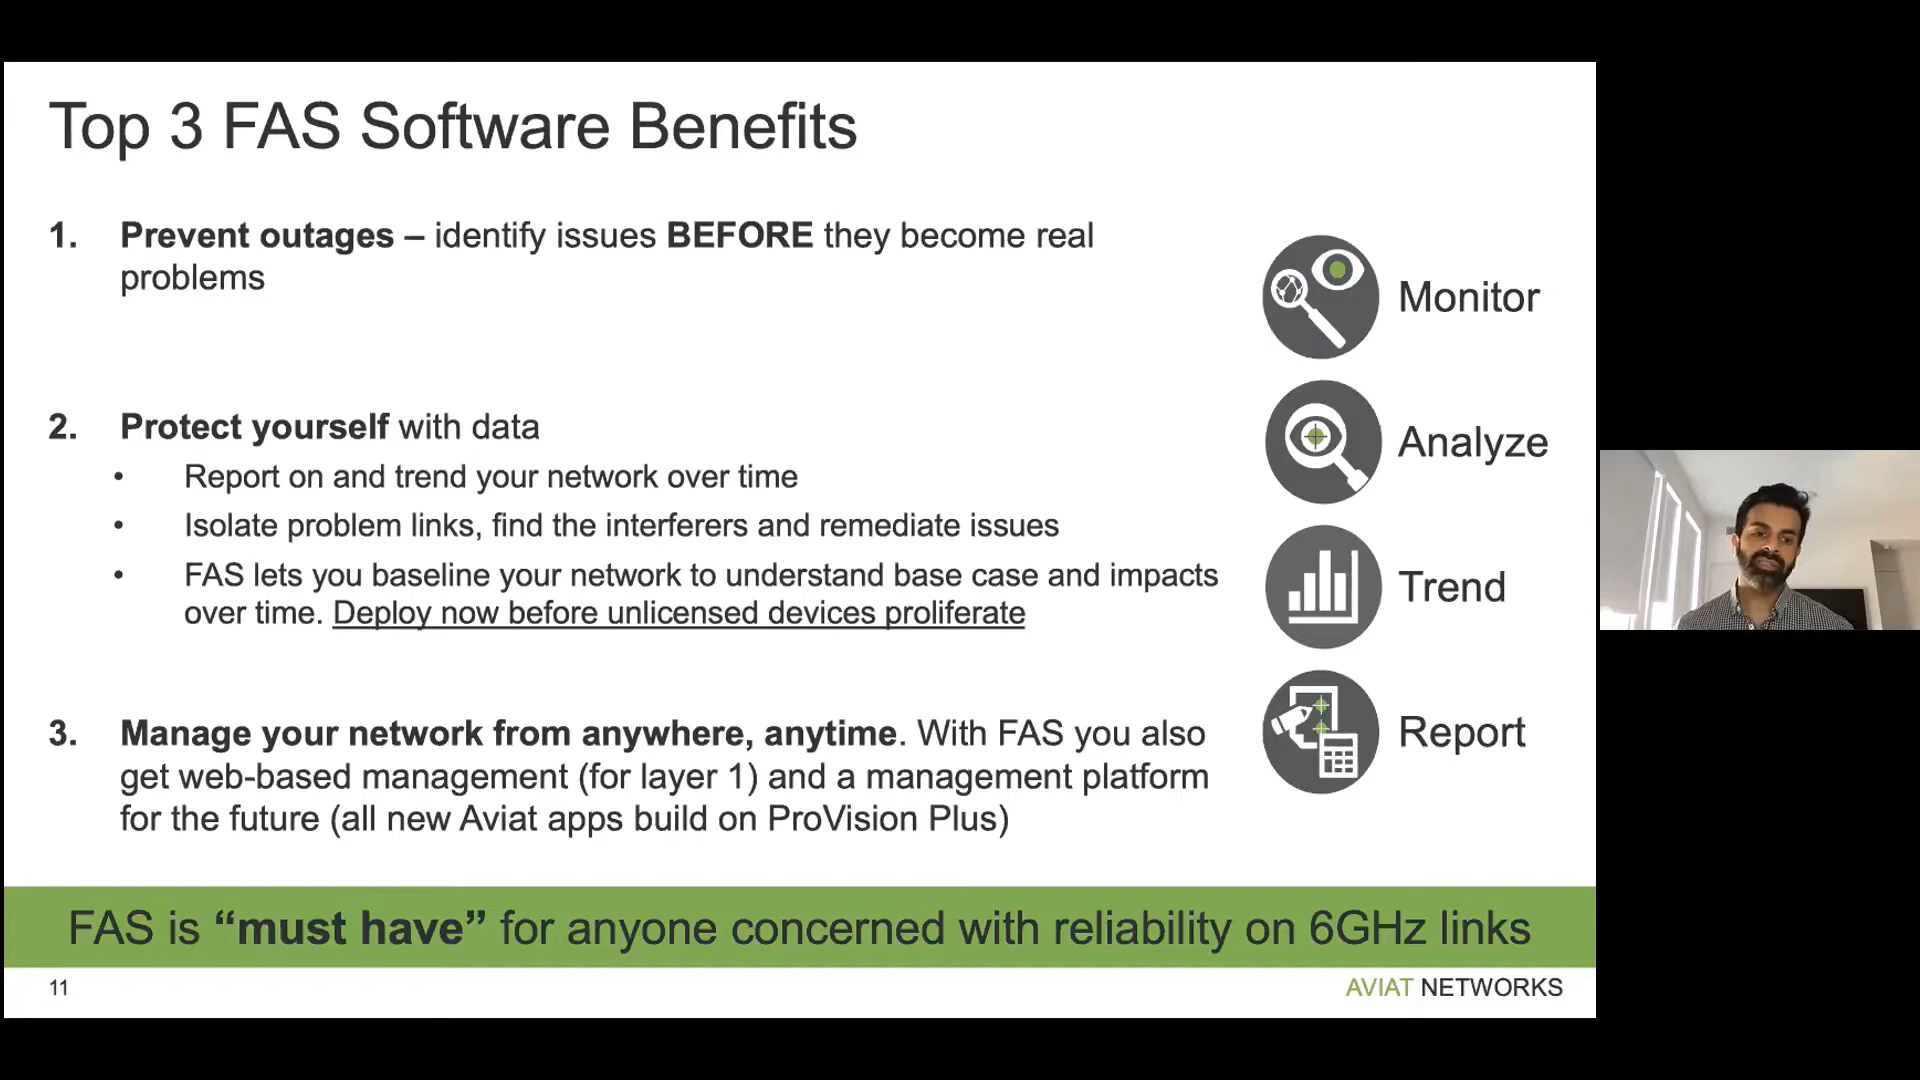 Top 3 FAS Software Benefits
1. Prevent outages – identify issues BEFORE they become real
problems
2. Protect yourself with data
• Report on and trend your network over time
• Isolate problem links, find the interferers and remediate issues
• FAS lets you baseline your network to understand base case and impacts
over time. Deploy now before unlicensed devices proliferate
3. Manage your network from anywhere, anytime. With FAS you also
get web-based management (for layer 1) and a management platform
for the future (all new Aviat apps build on ProVision Plus)
Monitor
Analyze
Trend
Report
FAS is “must have” for anyone concerned with reliability on 6GHz links
11
AVIAT NETWORKS